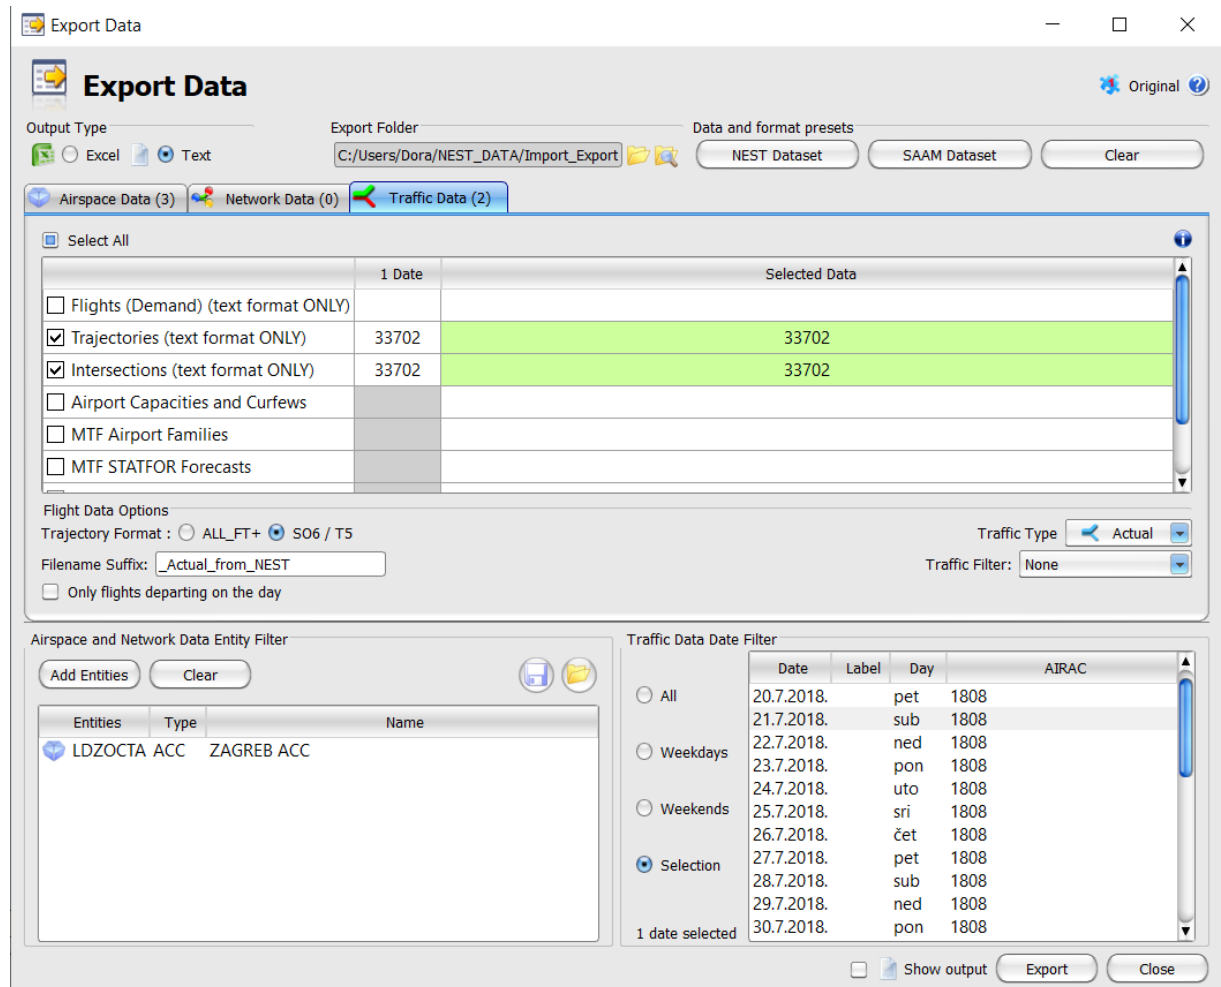 Export Data
Export Data
Original
Output Type Export Folder Data and format presets
Excel Text C:/Users/Dora/NEST_DATA/Import_Export NEST Dataset SAAM Dataset Clear
Airspace Data (3) Network Data (0) Traffic Data (2)
Select All
1 Date Selected Data
Flights (Demand) (text format ONLY)
Trajectories (text format ONLY) 33702 33702
Intersections (text format ONLY) 33702 33702
Airport Capacities and Curfews
MTF Airport Families
MTF STATFOR Forecasts
Flight Data Options
Trajectory Format : ALL_FT+ SO6 / T5 Traffic Type Actual
Filename Suffix: _Actual_from_NEST Traffic Filter: None
Only flights departing on the day
Airspace and Network Data Entity Filter
Add Entities Clear
Entities Type Name
LDZOCTA ACC ZAGREB ACC
Traffic Data Date Filter
All
Weekdays
Weekends
Selection
1 date selected
Date Label Day AIRAC
20.7.2018. pet 1808
21.7.2018. sub 1808
22.7.2018. ned 1808
23.7.2018. pon 1808
24.7.2018. uto 1808
25.7.2018. sri 1808
26.7.2018. čet 1808
27.7.2018. pet 1808
28.7.2018. sub 1808
29.7.2018. ned 1808
30.7.2018. pon 1808
Show output Export Close